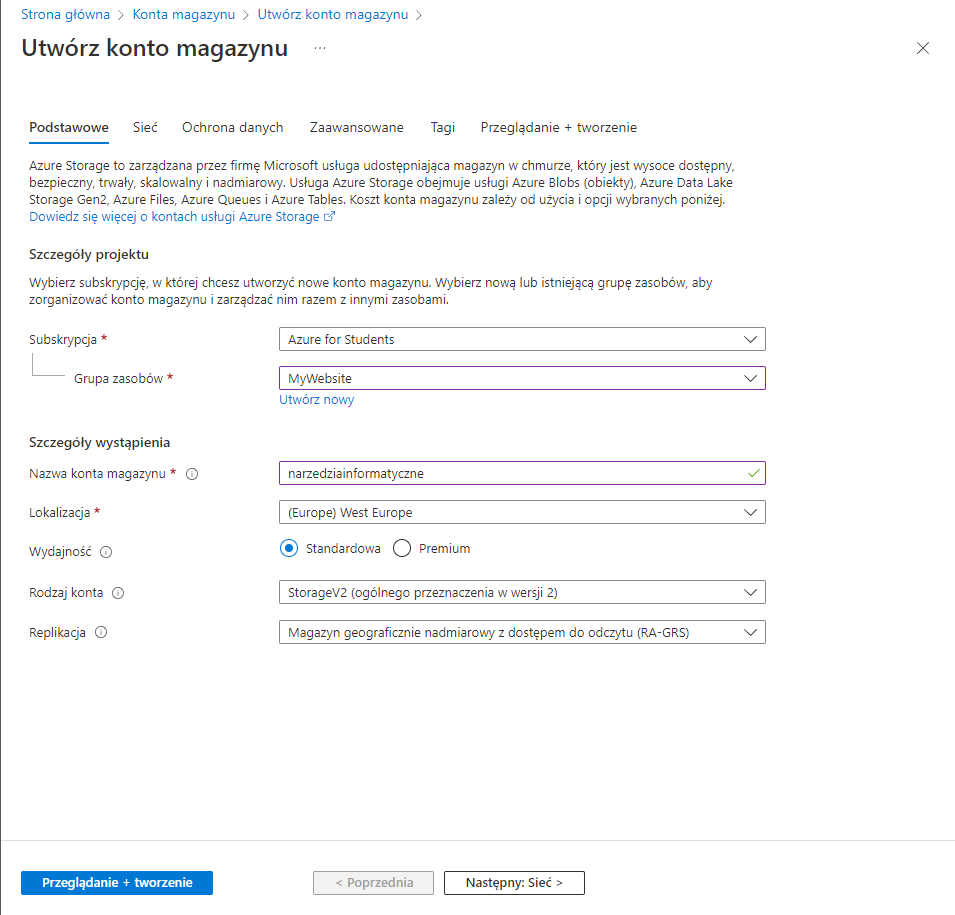 Strona główna > Konta magazynu > Utwórz konto magazynu >
Utwórz konto magazynu ...
Podstawowe Sieć Ochrona danych Zaawansowane Tagi Przeglądanie + tworzenie
Azure Storage to zarządzana przez firmę Microsoft usługa udostępniająca magazyn w chmurze, który jest wysoce dostępny,
bezpieczny, trwały, skalowalny i nadmiarowy. Usługa Azure Storage obejmuje usługi Azure Blobs (obiekty), Azure Data Lake
Storage Gen2, Azure Files, Azure Queues i Azure Tables. Koszt konta magazynu zależy od użycia i opcji wybranych poniżej.
Dowiedz się więcej o kontach usługi Azure Storage
Szczegóły projektu
Wybierz subskrypcję, w której chcesz utworzyć nowe konto magazynu. Wybierz nową lub istniejącą grupę zasobów, aby
zorganizować konto magazynu i zarządzać nim razem z innymi zasobami.
Subskrypcja * Azure for Students
Grupa zasobów * MyWebsite
Utwórz nowy
Szczegóły wystąpienia
Nazwa konta magazynu * narzedziainformatyczne
Lokalizacja * (Europe) West Europe
Wydajność Standardowa Premium
Rodzaj konta StorageV2 (ogólnego przeznaczenia w wersji 2)
Replikacja Magazyn geograficznie nadmiarowy z dostępem do odczytu (RA-GRS)
Przeglądanie + tworzenie < Poprzednia Następny: Sieć >